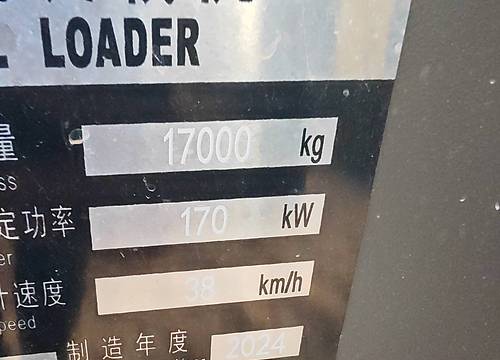 LOADER
量 17000 kg
ss
定功率 170 kW
er
计速度 38 km/h
peed
制造年度 2024